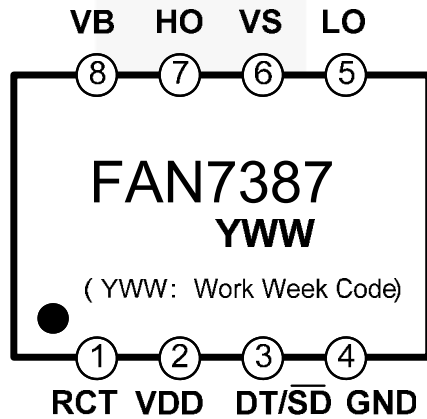 VB HO VS LO
8 7 6 5
FAN7387
YWW
( YWW: Work Week Code)
1 2 3 4
RCT VDD DT/S̅D̅ GND